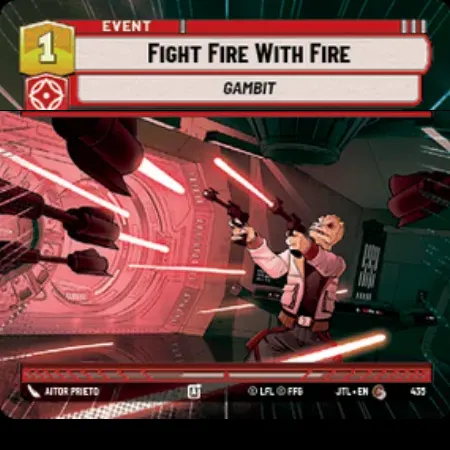 EVENT
1
FIGHT FIRE WITH FIRE
GAMBIT
AITOR PRIETO
© LFL © FFG
JTL • EN
435